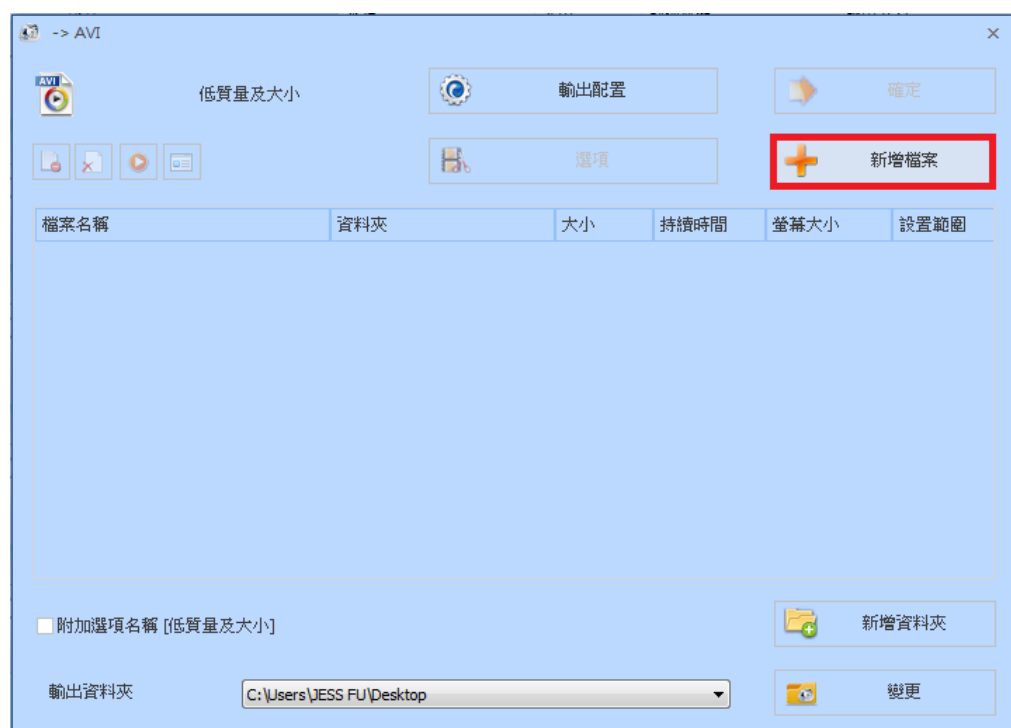 -> AVI
AVI
低質量及大小
輸出配置
確定
選項
新增檔案
檔案名稱 資料夾 大小 持續時間 螢幕大小 設置範圍
附加選項名稱 [低質量及大小]
新增資料夾
輸出資料夾
C:\Users\JESS FU\Desktop
變更